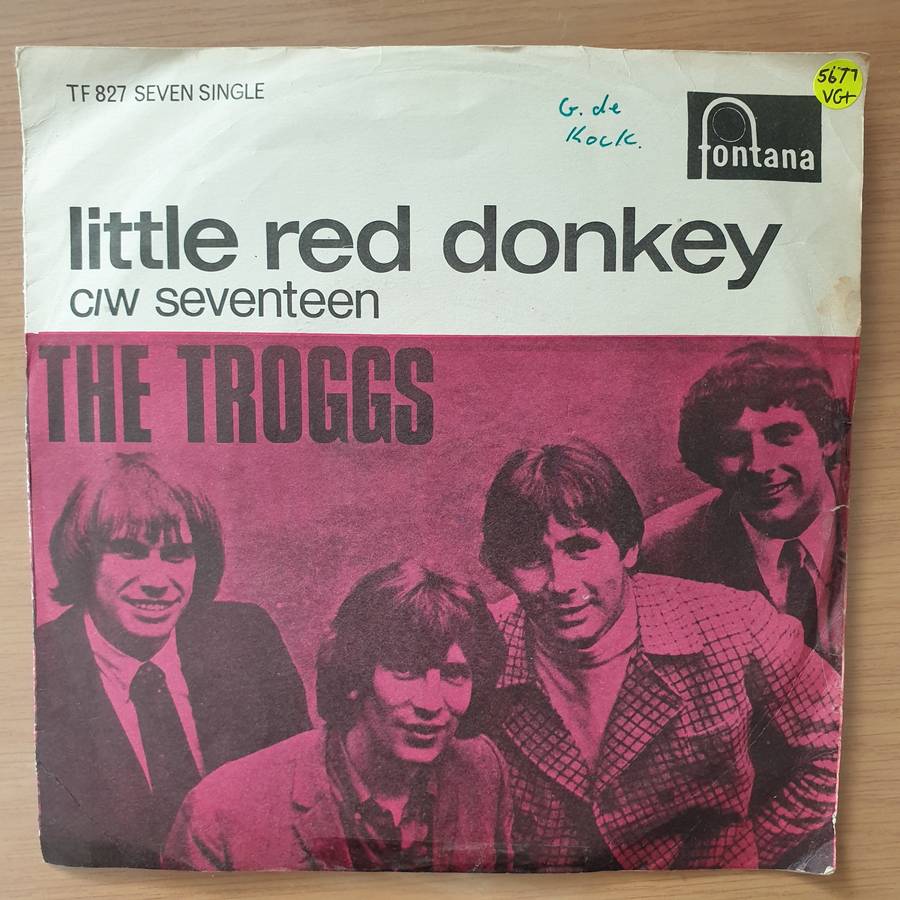 TF 827 SEVEN SINGLE
G. de
Kock.
5677
VG+
fontana
little red donkey
c/w seventeen
THE TROGGS